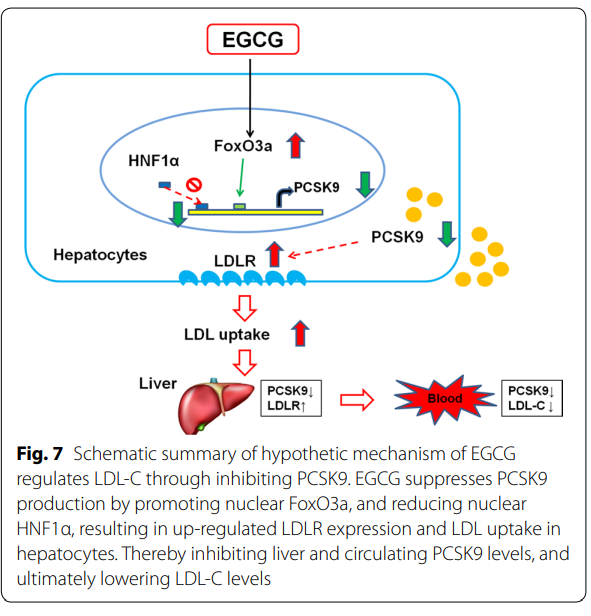 EGCG
FoxO3a
HNF1α
PCSK9
PCSK9
Hepatocytes
LDLR
LDL uptake
Liver
PCSK9↓
LDLR↑
Blood
PCSK9↓
LDL-C ↓
Fig. 7 Schematic summary of hypothetic mechanism of EGCG
regulates LDL-C through inhibiting PCSK9. EGCG suppresses PCSK9
production by promoting nuclear FoxO3a, and reducing nuclear
HNF1α, resulting in up-regulated LDLR expression and LDL uptake in
hepatocytes. Thereby inhibiting liver and circulating PCSK9 levels, and
ultimately lowering LDL-C levels